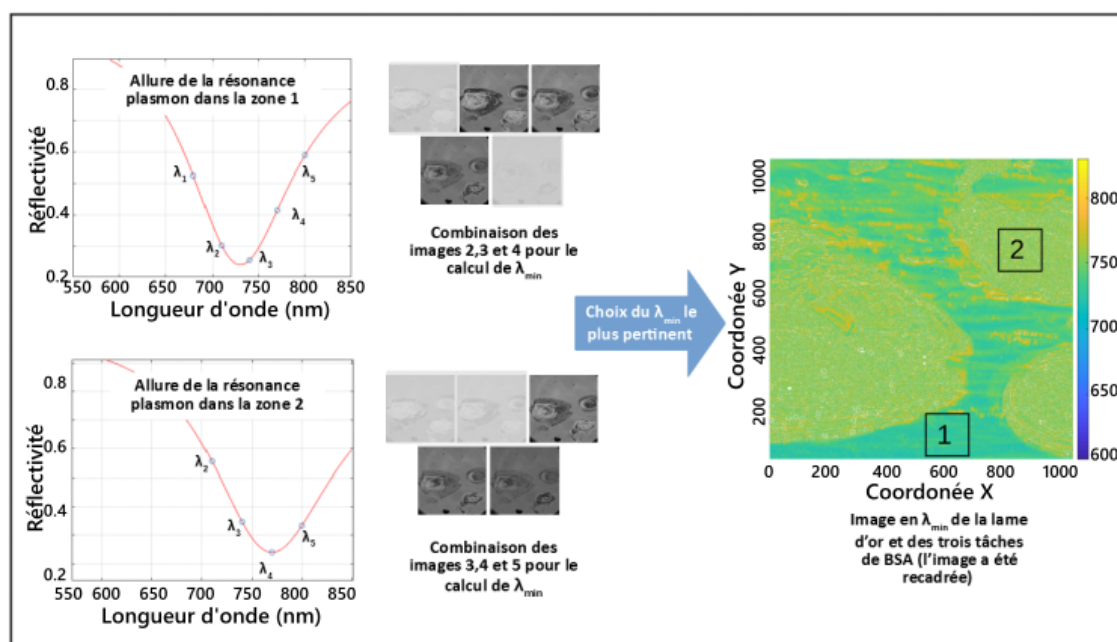 Allure de la résonance
plasmon dans la zone 1
Réflectivité
0.8
0.6
0.4
0.2
λ1
λ2
λ3
λ4
λ5
550 600 650 700 750 800 850
Longueur d'onde (nm)
Combinaison des
images 2,3 et 4 pour le
calcul de λmin
Allure de la résonance
plasmon dans la zone 2
Réflectivité
0.8
0.6
0.4
0.2
λ2
λ3
λ4
λ5
550 600 650 700 750 800 850
Longueur d'onde (nm)
Combinaison des
images 3,4 et 5 pour le
calcul de λmin
Choix du λmin le
plus pertinent
Coordonée Y
1000
800
600
400
200
2
1
0 200 400 600 800 1000
Coordonée X
800
750
700
650
600
Image en λmin de la lame
d'or et des trois tâches
de BSA (l'image a été
recadrée)